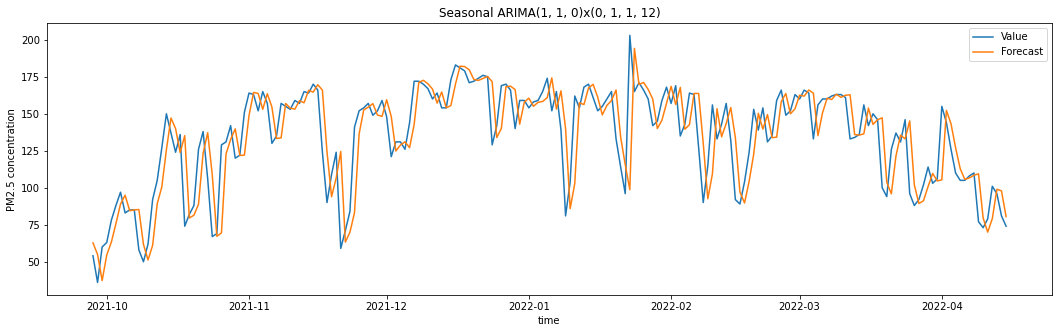 Seasonal ARIMA(1, 1, 0)x(0, 1, 1, 12)
Value
Forecast
PM2.5 concentration
200
175
150
125
100
75
50
2021-10
2021-11
2021-12
2022-01
2022-02
2022-03
2022-04
time